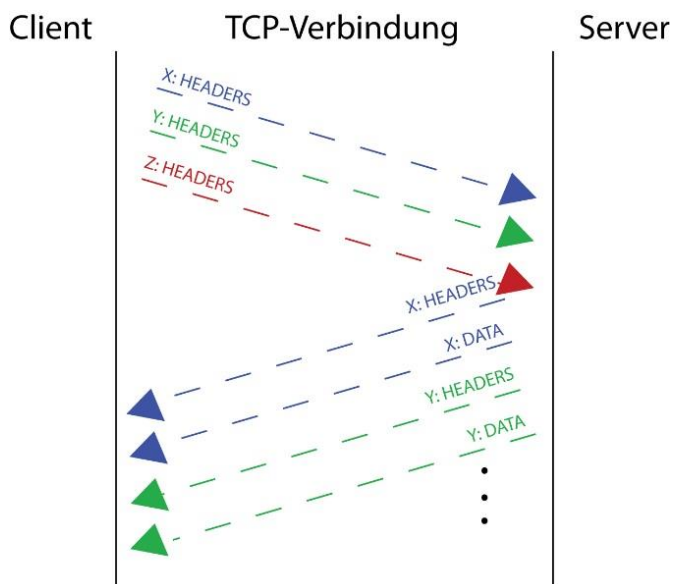 Client TCP-Verbindung Server
X: HEADERS
Y: HEADERS
Z: HEADERS
X: HEADERS
X: DATA
Y: HEADERS
Y: DATA